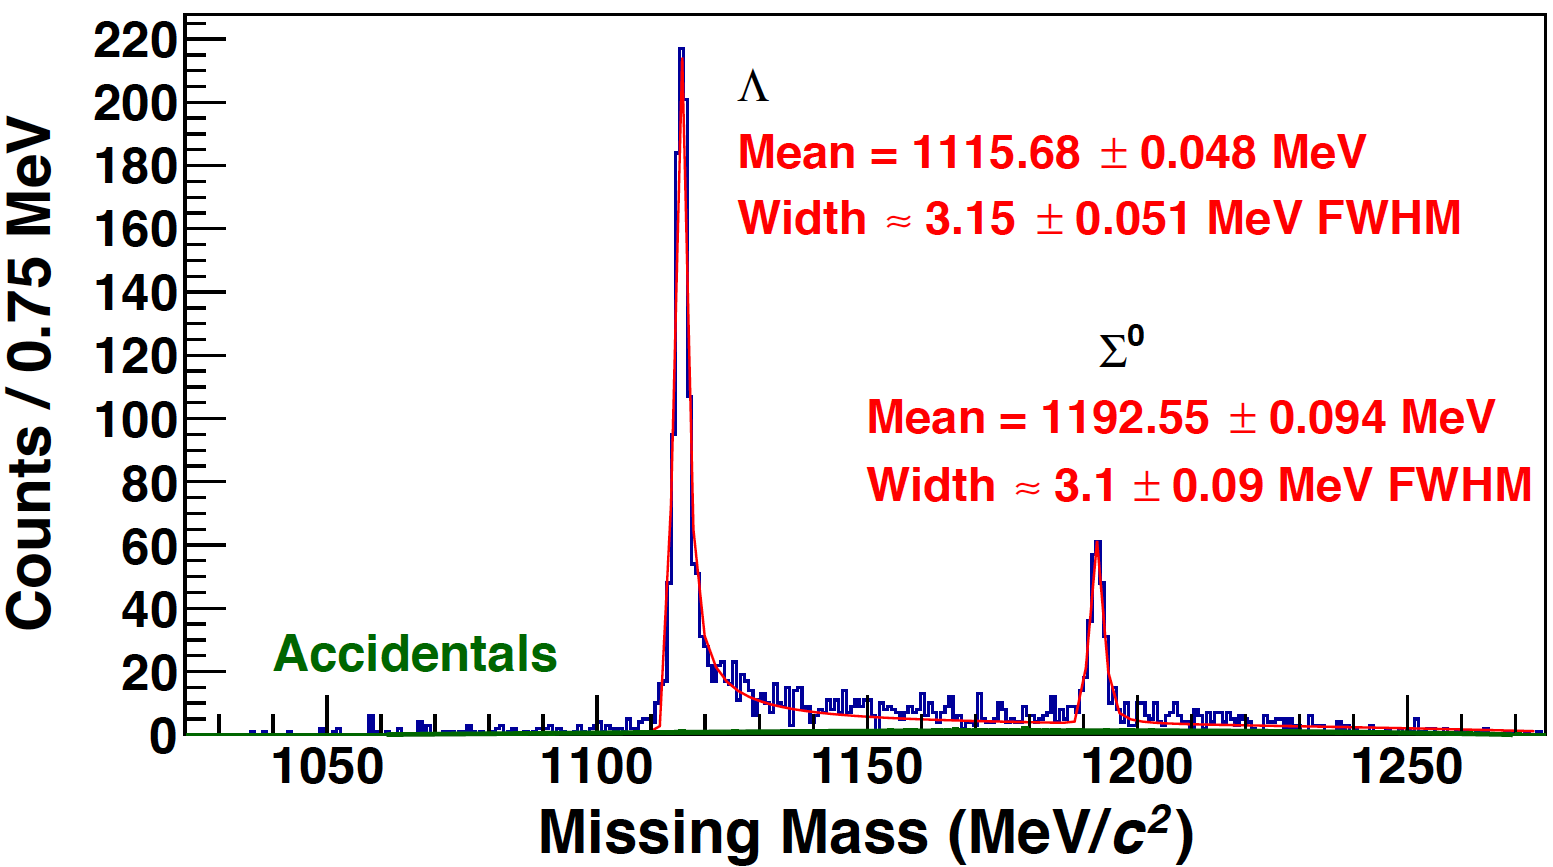 Counts / 0.75 MeV
220
200
180
160
140
120
100
80
60
40
20
0
Λ
Mean = 1115.68 ± 0.048 MeV
Width ≈ 3.15 ± 0.051 MeV FWHM
Σ⁰
Mean = 1192.55 ± 0.094 MeV
Width ≈ 3.1 ± 0.09 MeV FWHM
Accidentals
1050 1100 1150 1200 1250
Missing Mass (MeV/c²)